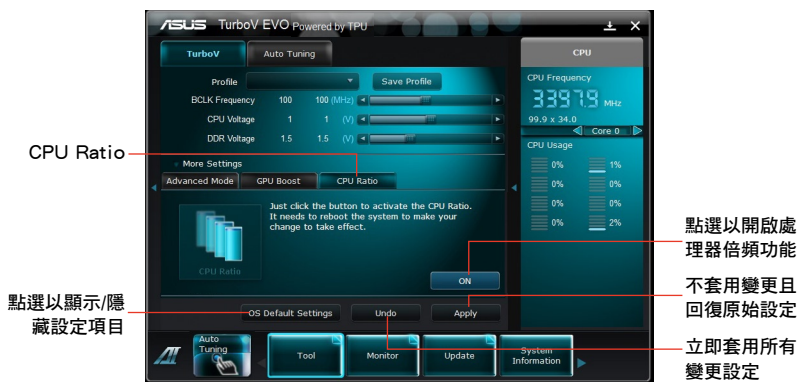 ASUS TurboV EVO Powered by TPU
TurboV Auto Tuning
Profile Save Profile
BCLK Frequency 100 100 (MHz)
CPU Voltage 1 1 (V)
DDR Voltage 1.5 1.5 (V)
More Settings
Advanced Mode GPU Boost CPU Ratio
CPU Ratio
Just click the button to activate the CPU Ratio.
It needs to reboot the system to make your
change to take effect.
CPU Ratio
ON
OS Default Settings Undo Apply
Auto
Tuning
Tool Monitor Update System
Information
CPU
CPU Frequency
3397.9 MHz
99.9 x 34.0
Core 0
CPU Usage
0% 1%
0% 0%
0% 0%
0% 2%
點選以顯示/隱
藏設定項目
點選以開啟處
理器倍頻功能
不套用變更且
回復原始設定
立即套用所有
變更設定